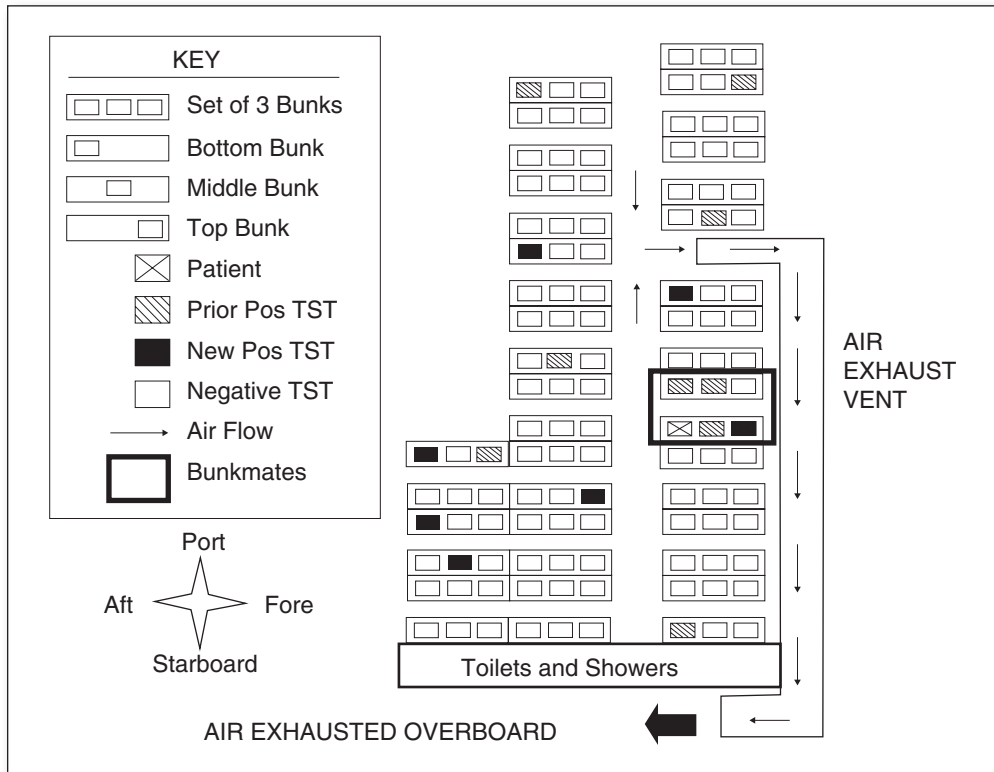 KEY
Set of 3 Bunks
Bottom Bunk
Middle Bunk
Top Bunk
Patient
Prior Pos TST
New Pos TST
Negative TST
Air Flow
Bunkmates
Port
Aft
Fore
Starboard
AIR
EXHAUST
VENT
Toilets and Showers
AIR EXHAUSTED OVERBOARD